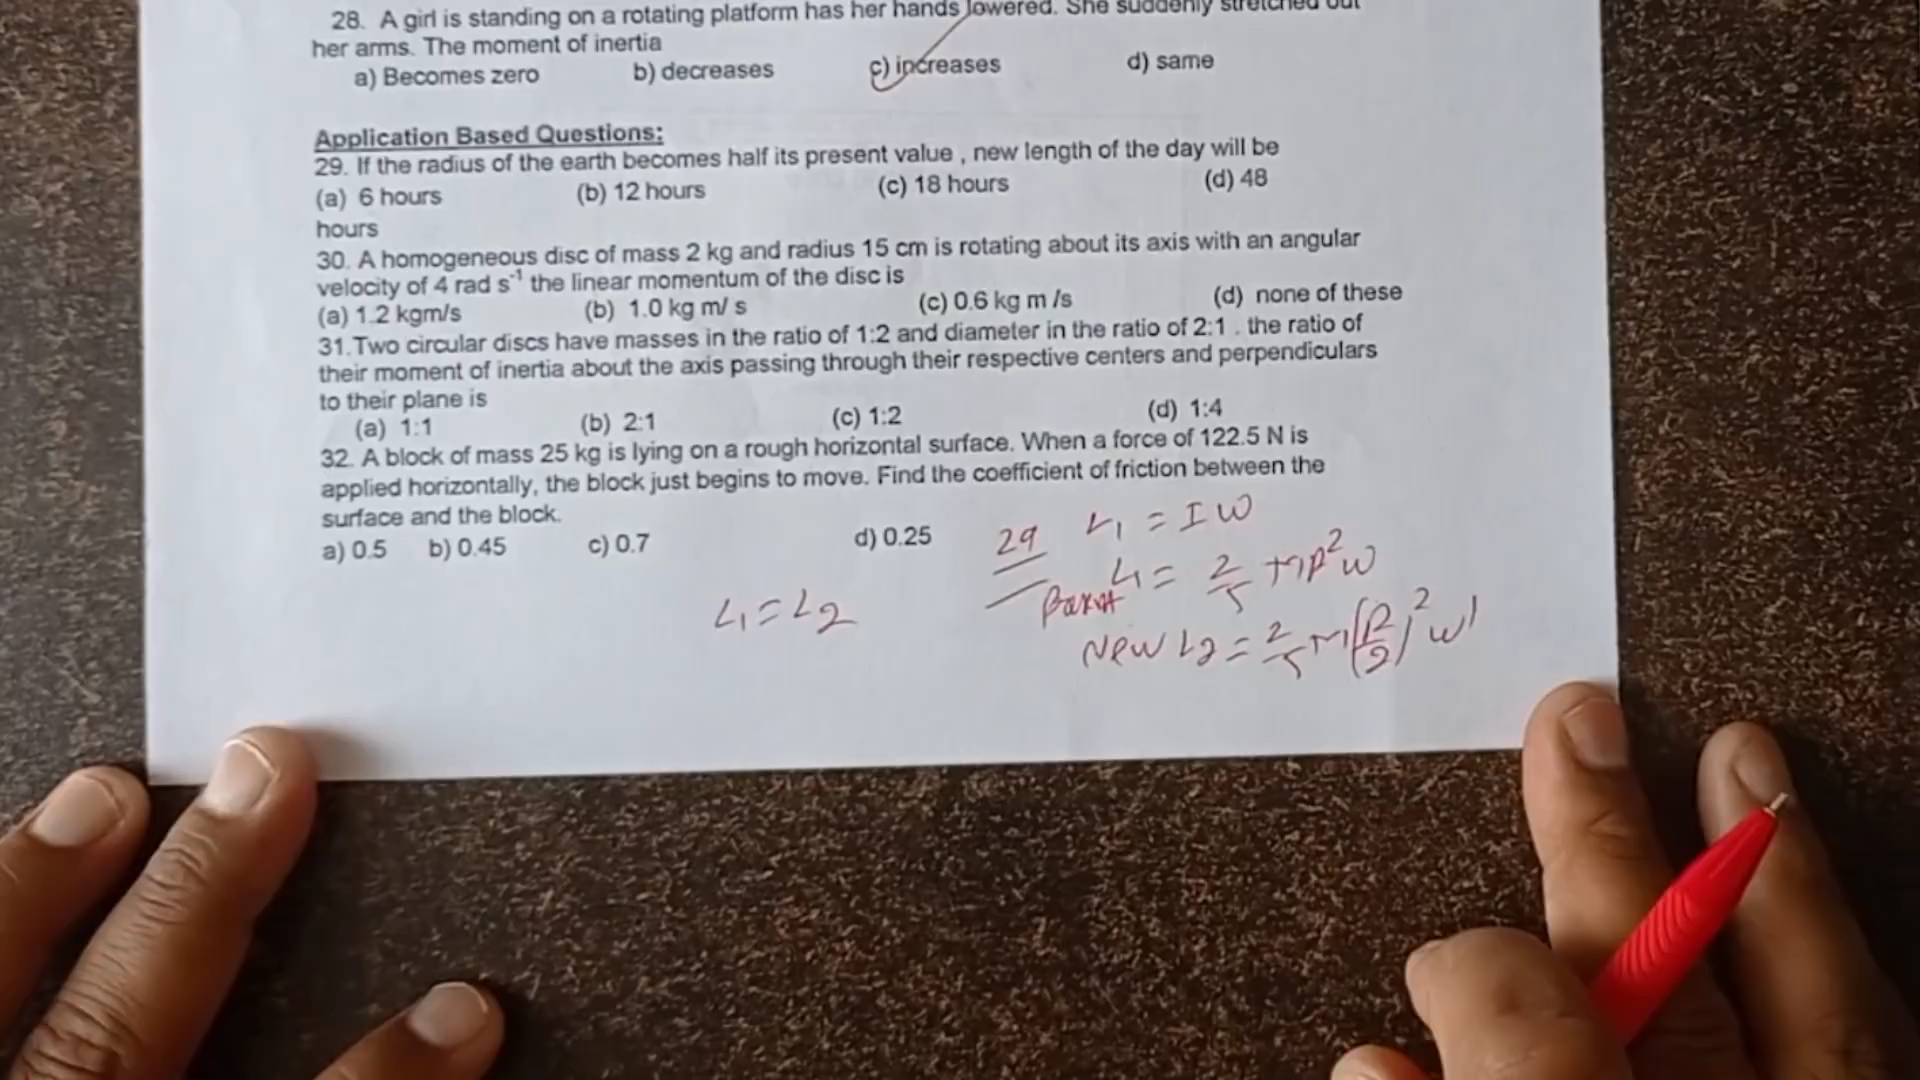 28. A girl is standing on a rotating platform has her hands lowered. She suddenly stretched out
her arms. The moment of inertia
a) Becomes zero b) decreases c) increases d) same
Application Based Questions:
29. If the radius of the earth becomes half its present value , new length of the day will be
(a) 6 hours (b) 12 hours (c) 18 hours (d) 48
hours
30. A homogeneous disc of mass 2 kg and radius 15 cm is rotating about its axis with an angular
velocity of 4 rad s⁻¹ the linear momentum of the disc is
(a) 1.2 kgm/s (b) 1.0 kg m/ s (c) 0.6 kg m /s (d) none of these
31.Two circular discs have masses in the ratio of 1:2 and diameter in the ratio of 2:1 . the ratio of
their moment of inertia about the axis passing through their respective centers and perpendiculars
to their plane is
(a) 1:1 (b) 2:1 (c) 1:2 (d) 1:4
32. A block of mass 25 kg is lying on a rough horizontal surface. When a force of 122.5 N is
applied horizontally, the block just begins to move. Find the coefficient of friction between the
surface and the block.
a) 0.5 b) 0.45 c) 0.7 d) 0.25
29 L₁ = I W
L₁ = 2/5 MR²W
L₁ = L₂
New L₂ = 2/5 M(R/2)² W'